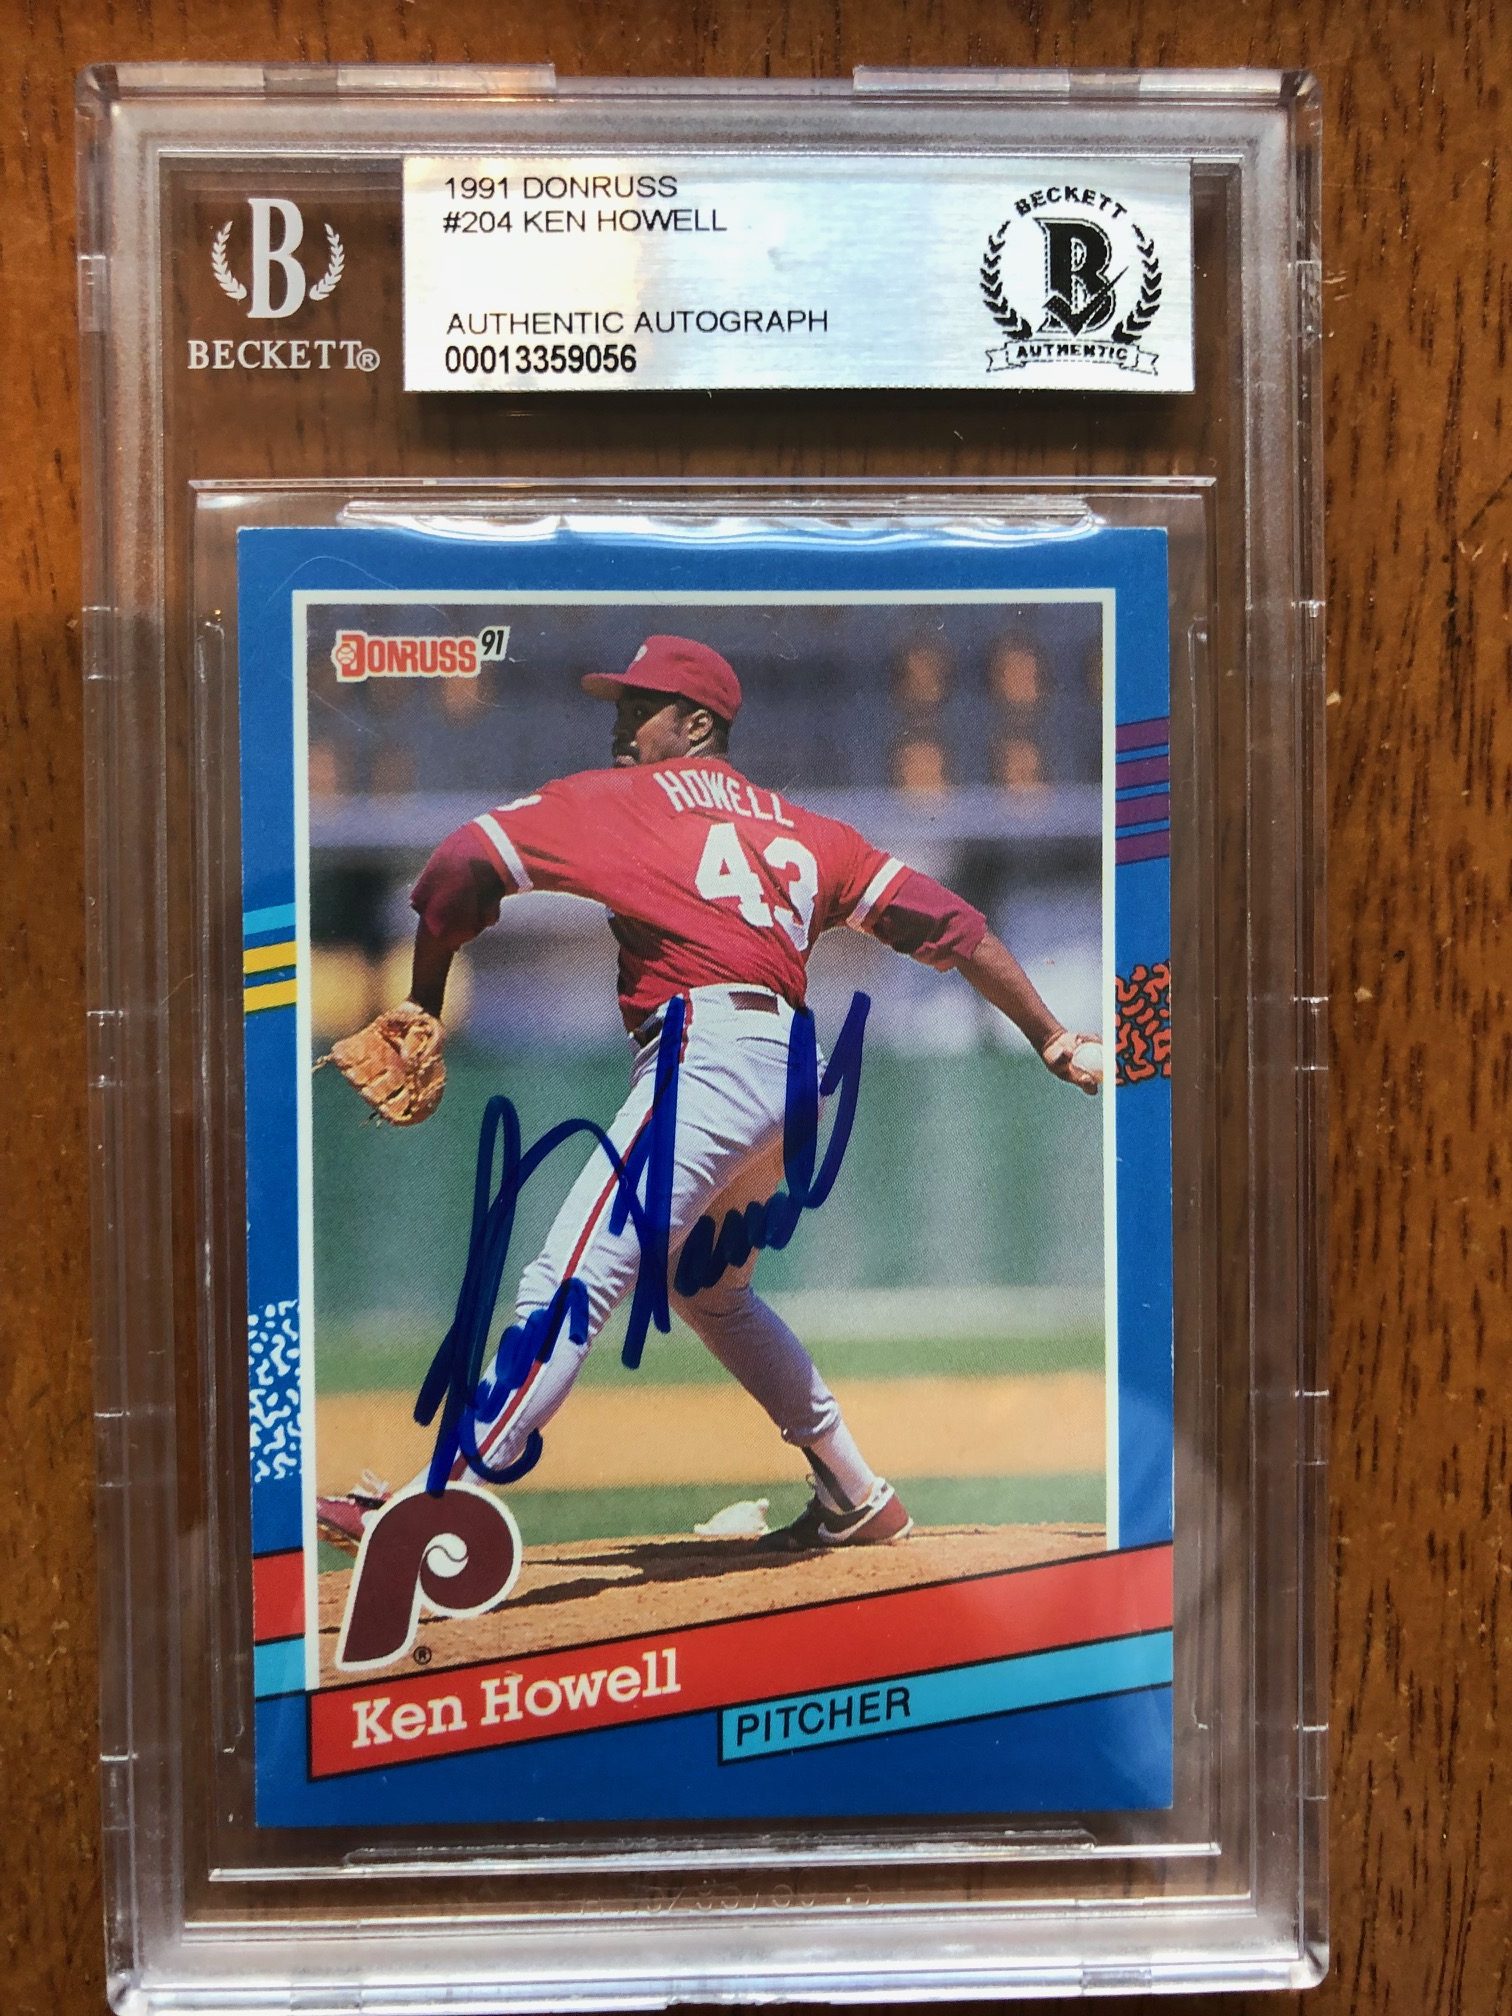 1991 DONRUSS
#204 KEN HOWELL
AUTHENTIC AUTOGRAPH
00013359056
B
BECKETT®
BECKETT
B
AUTHENTIC
DONRUSS 91
HOWELL
43
Ken Howell
P
®
Ken Howell
PITCHER